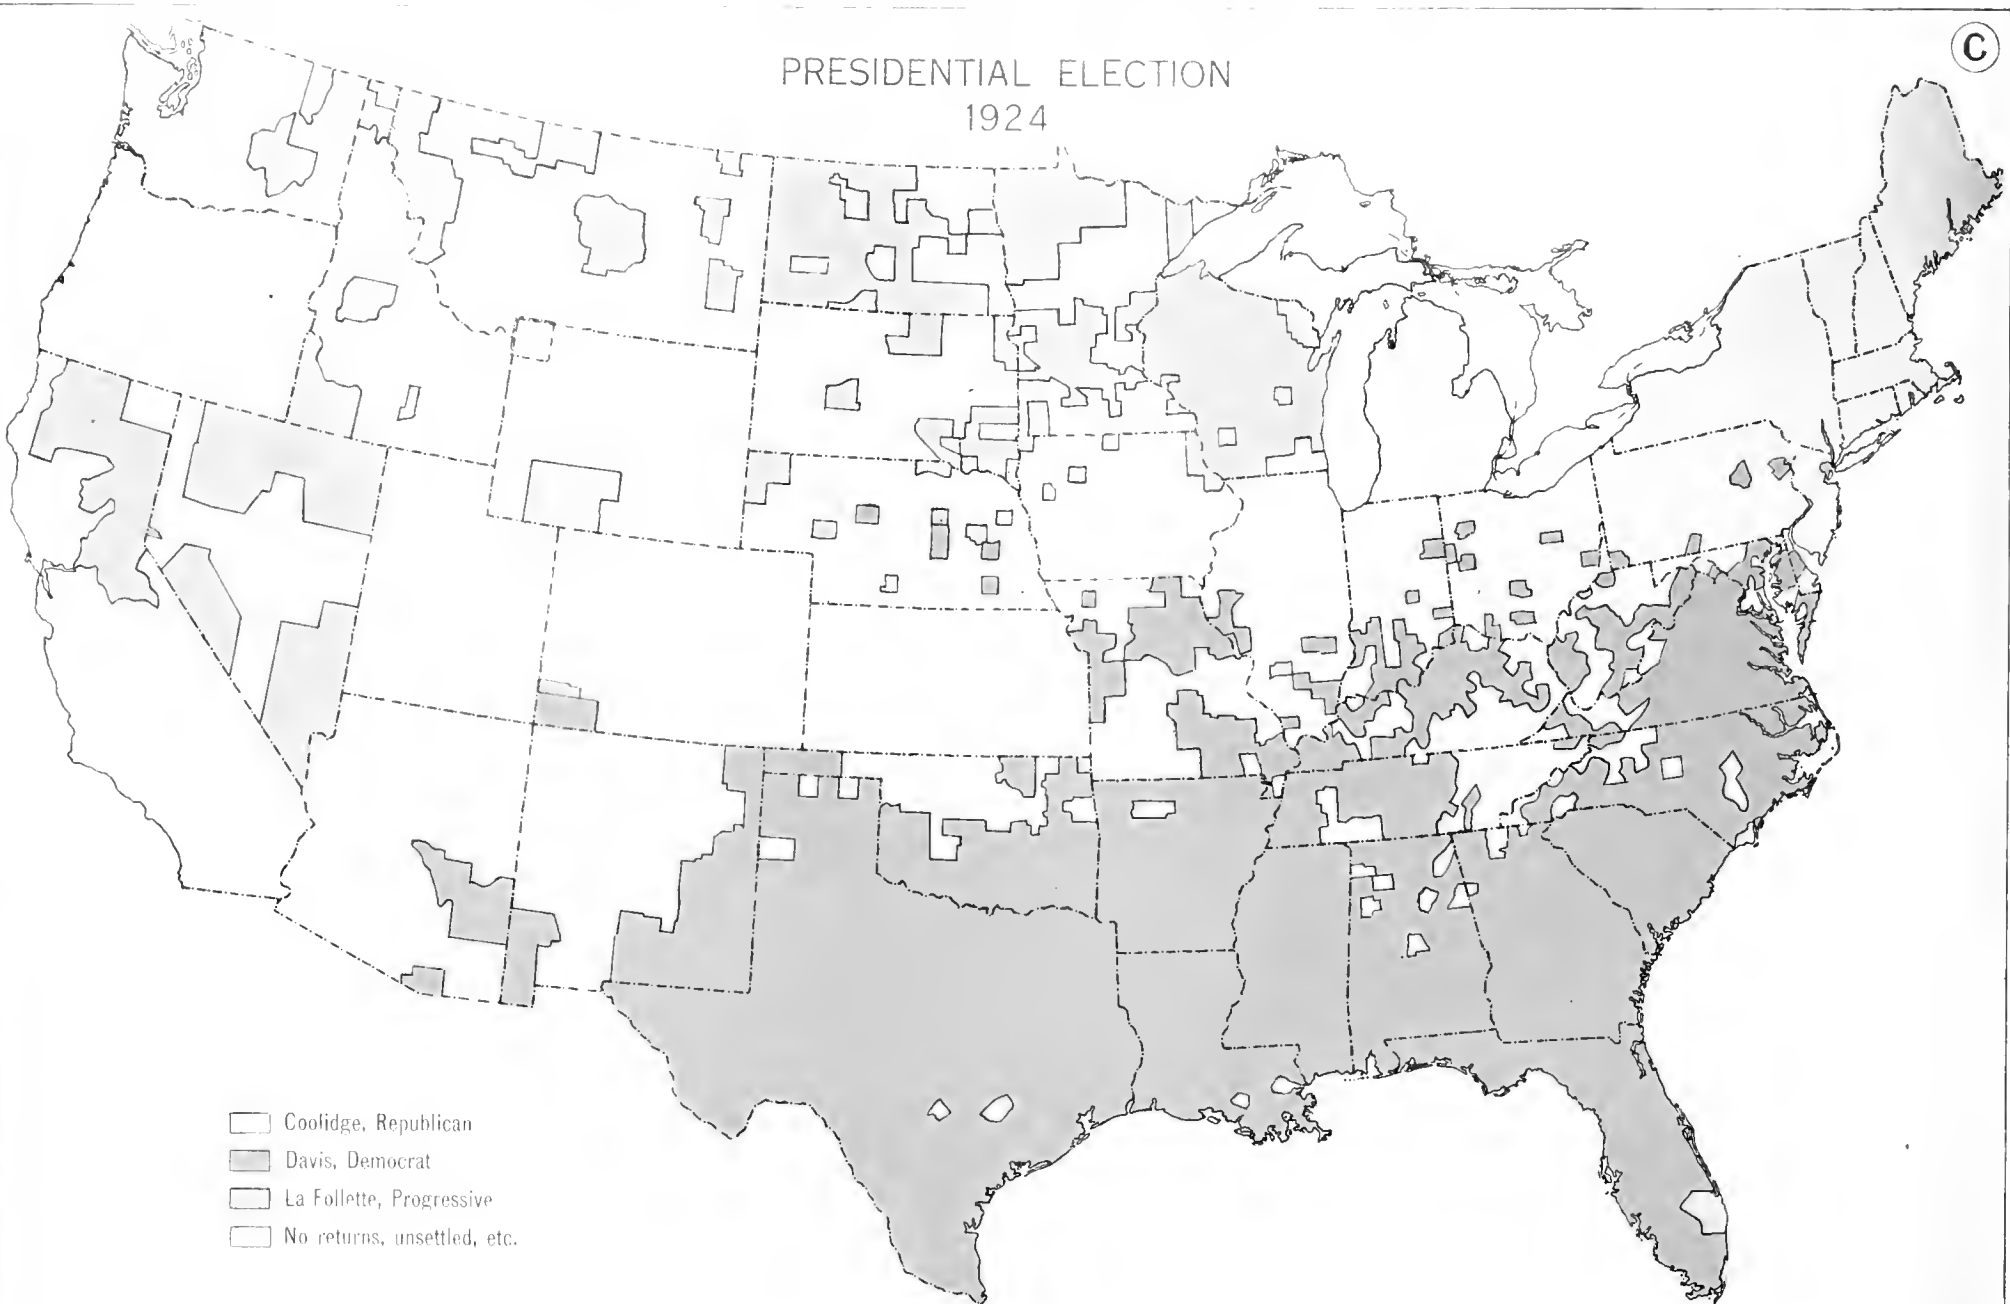 C
PRESIDENTIAL ELECTION
1924
Coolidge, Republican
Davis, Democrat
La Follette, Progressive
No returns, unsettled, etc.